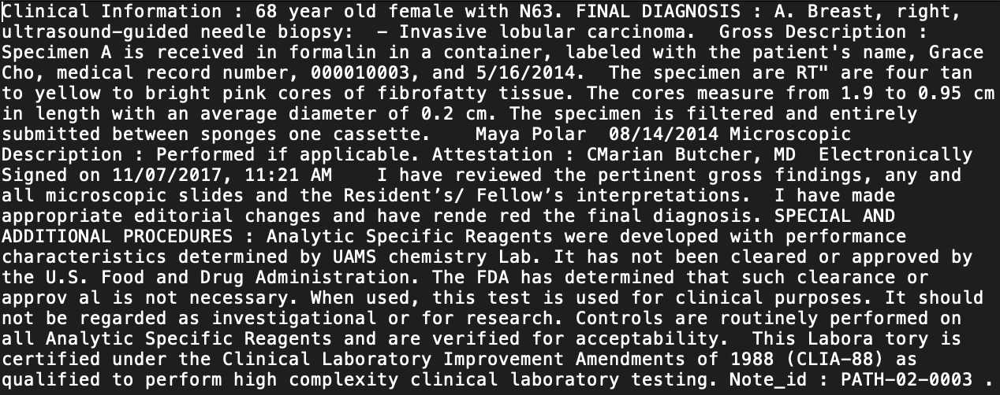 Clinical Information : 68 year old female with N63. FINAL DIAGNOSIS : A. Breast, right,
ultrasound-guided needle biopsy:  - Invasive lobular carcinoma.  Gross Description :
Specimen A is received in formalin in a container, labeled with the patient's name, Grace
Cho, medical record number, 000010003, and 5/16/2014.  The specimen are RT" are four tan
to yellow to bright pink cores of fibrofatty tissue. The cores measure from 1.9 to 0.95 cm
in length with an average diameter of 0.2 cm. The specimen is filtered and entirely
submitted between sponges one cassette.    Maya Polar  08/14/2014 Microscopic
Description : Performed if applicable. Attestation : CMarian Butcher, MD  Electronically
Signed on 11/07/2017, 11:21 AM    I have reviewed the pertinent gross findings, any and
all microscopic slides and the Resident’s/ Fellow’s interpretations.  I have made
appropriate editorial changes and have rende red the final diagnosis. SPECIAL AND
ADDITIONAL PROCEDURES : Analytic Specific Reagents were developed with performance
characteristics determined by UAMS chemistry Lab. It has not been cleared or approved by
the U.S. Food and Drug Administration. The FDA has determined that such clearance or
approv al is not necessary. When used, this test is used for clinical purposes. It should
not be regarded as investigational or for research. Controls are routinely performed on
all Analytic Specific Reagents and are verified for acceptability.  This Labora tory is
certified under the Clinical Laboratory Improvement Amendments of 1988 (CLIA-88) as
qualified to perform high complexity clinical laboratory testing. Note_id : PATH-02-0003 .